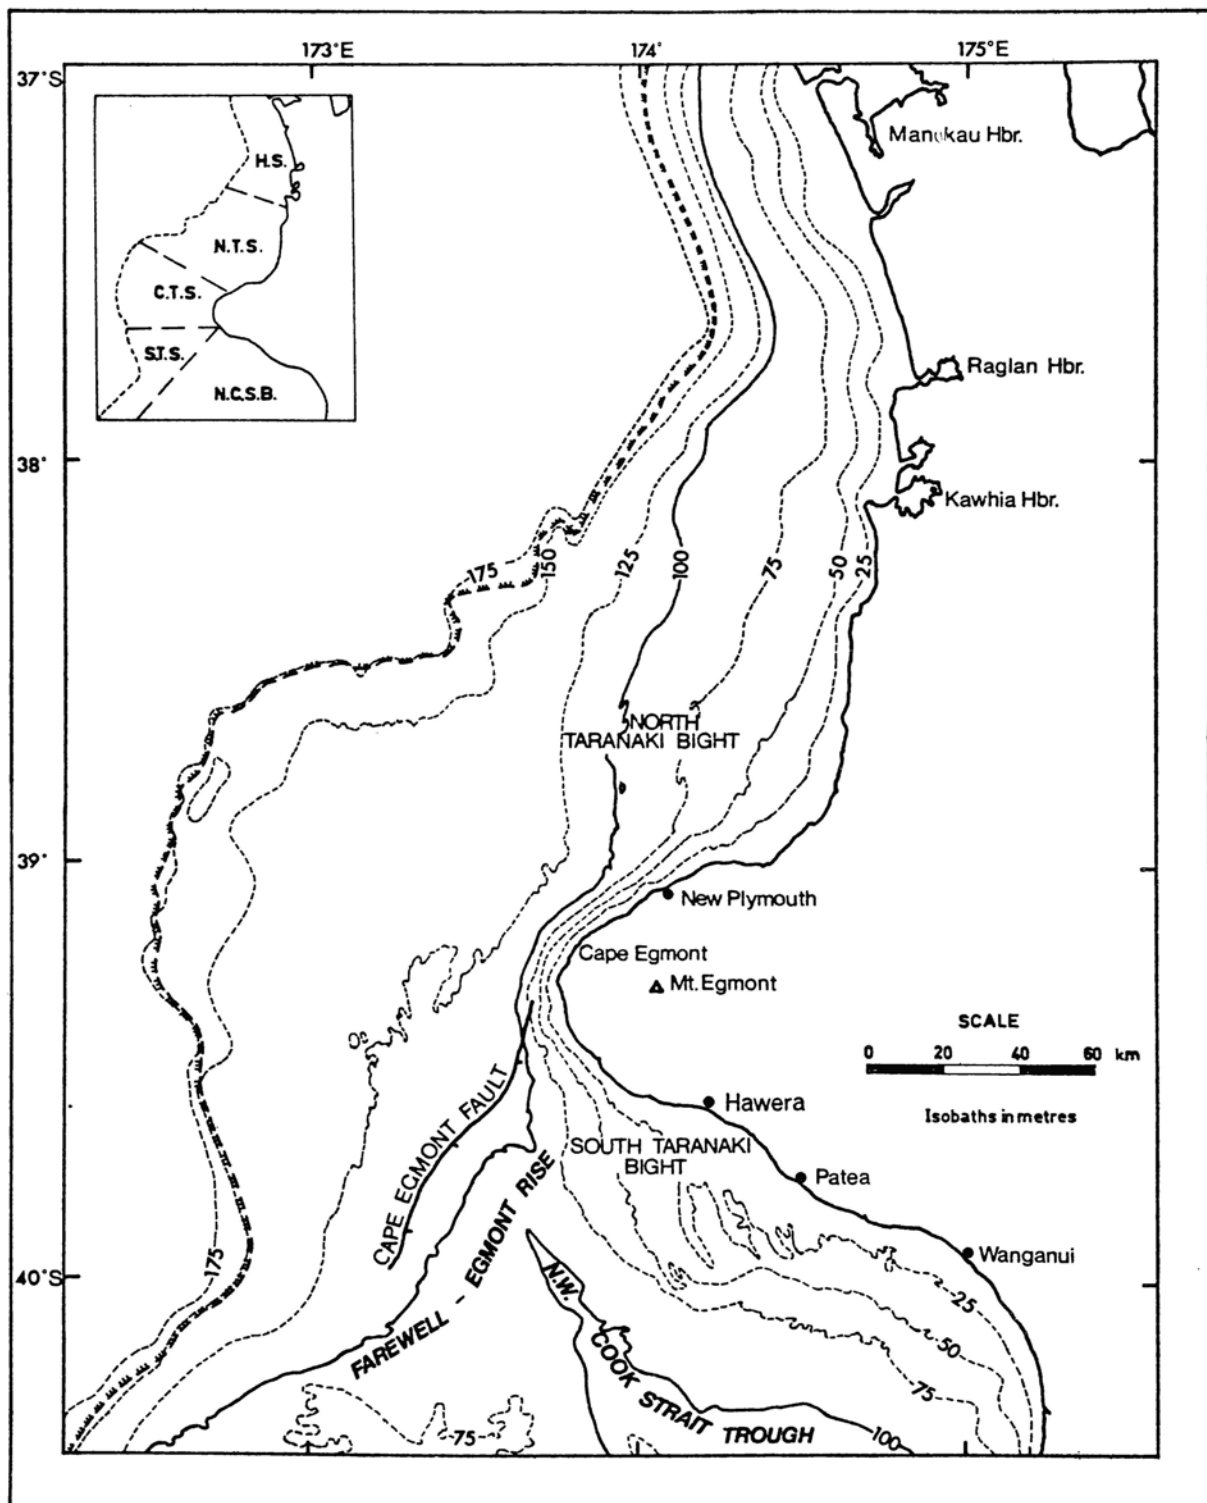 173°E
174°
175°E
37°S
Manukau Hbr.
H.S.
N.T.S.
C.T.S.
S.T.S.
N.C.S.B.
Raglan Hbr.
38°
Kawhia Hbr.
175
150
125
100
75
50
25
NORTH
TARANAKI BIGHT
39°
New Plymouth
Cape Egmont
Mt. Egmont
SCALE
0 20 40 60 km
Isobaths in metres
CAPE EGMONT FAULT
Hawera
SOUTH TARANAKI
BIGHT
Patea
FAREWELL - EGMONT RISE
Wanganui
175
40°S
N.W.
COOK STRAIT TROUGH
25
50
75
75
100